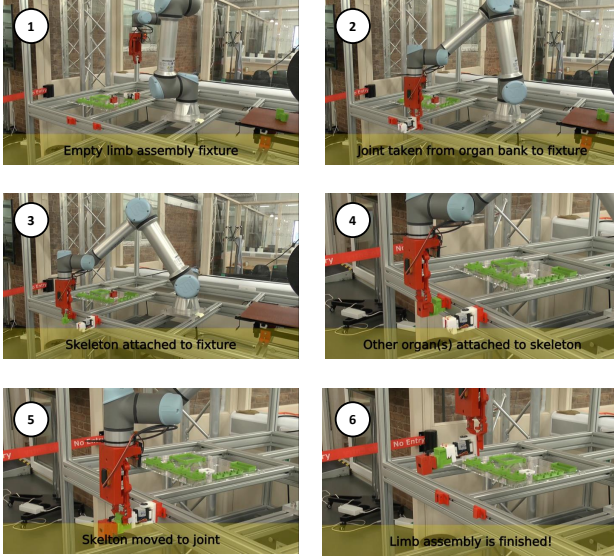 1
Empty limb assembly fixture
2
Joint taken from organ bank to fixture
3
Skeleton attached to fixture
4
No
Other organ(s) attached to skeleton
5
No Entry
Skelton moved to joint
6
No Entry
Limb assembly is finished!